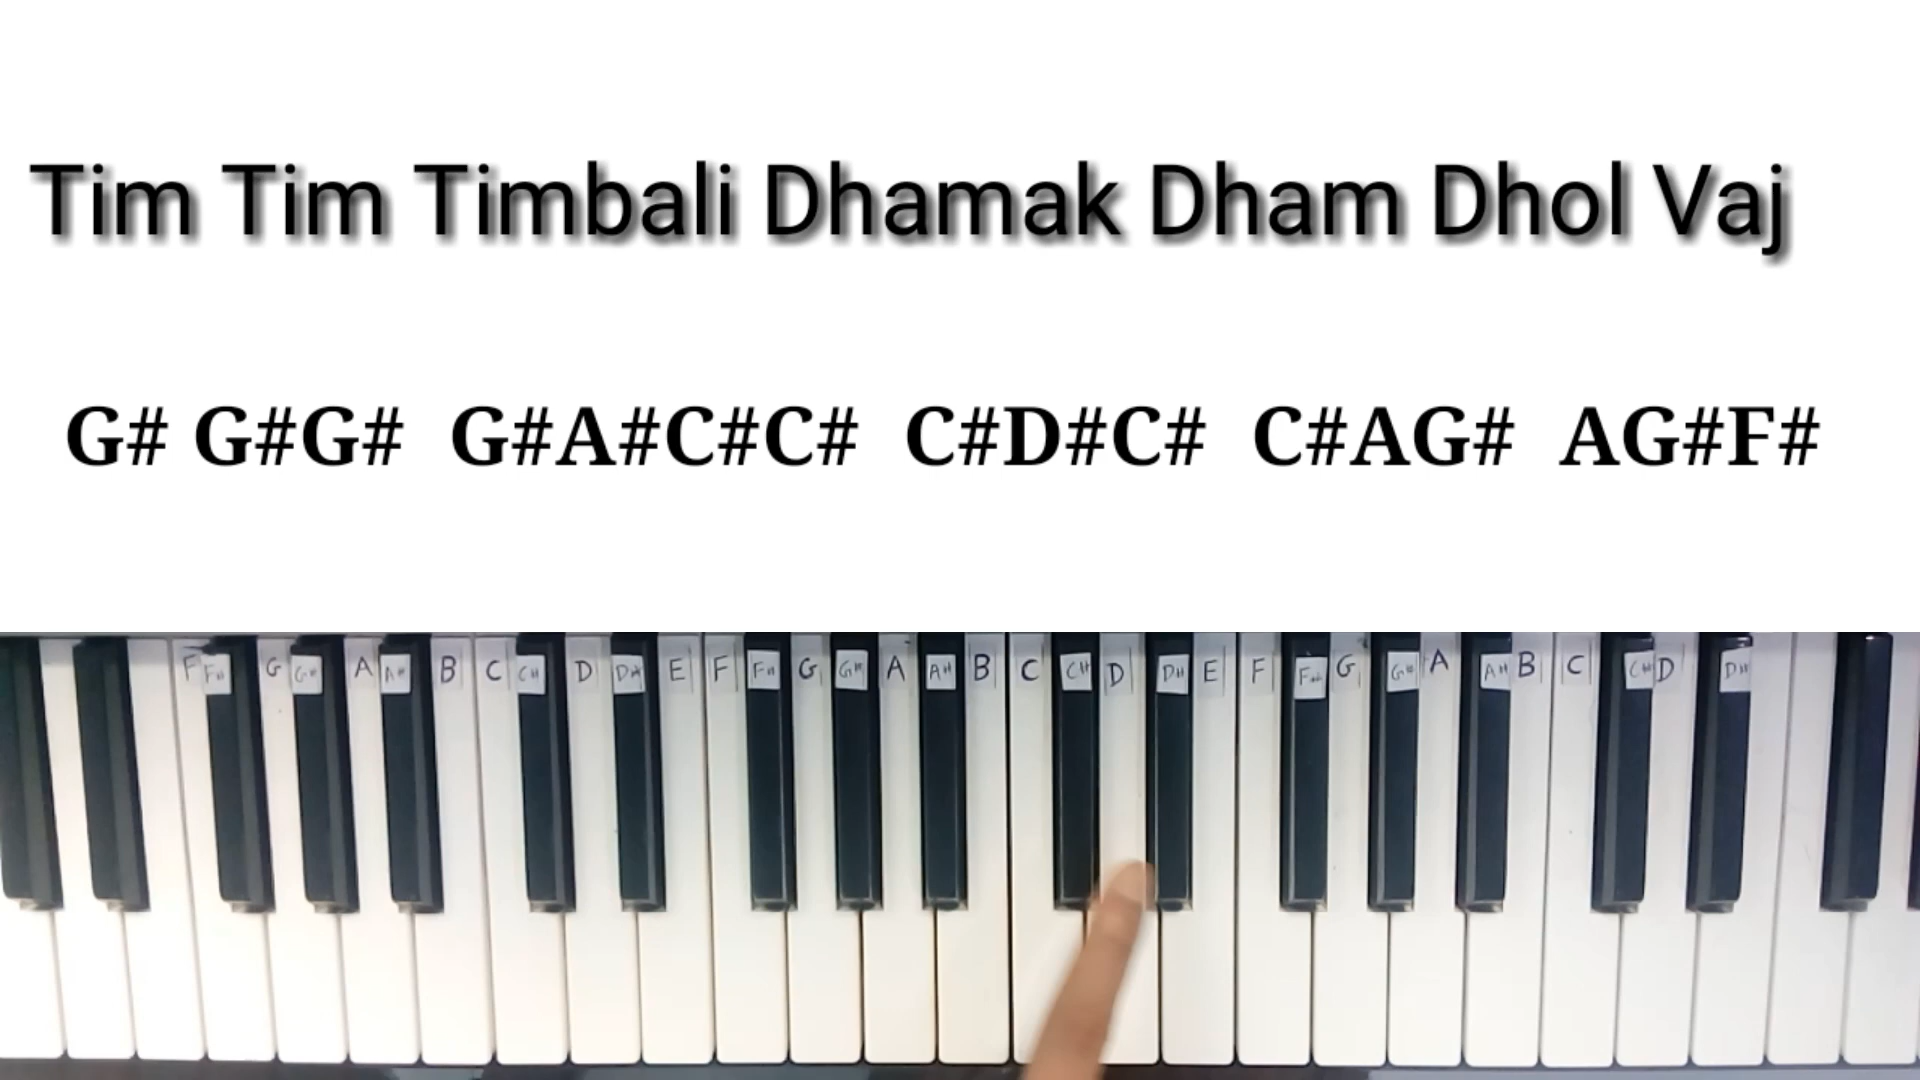 Tim Tim Timbali Dhamak Dham Dhol Vaj
G# G#G# G#A#C#C# C#D#C# C#AG# AG#F#
F F# G G# A A# B C C# D D# E F F# G G# A A# B C C# D D# E F F# G G# A A# B C C# D D#